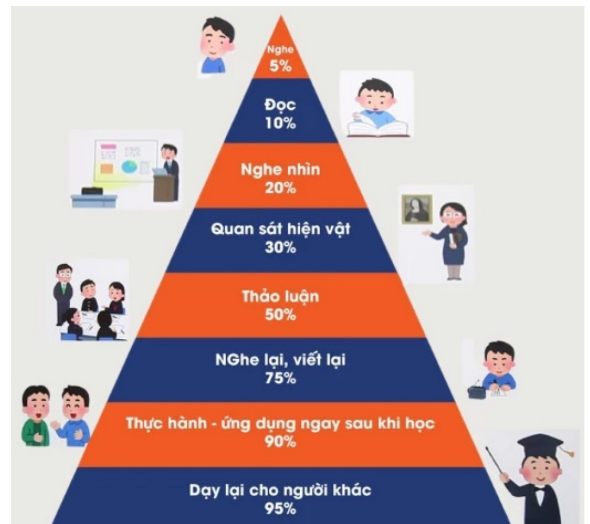 Nghe
5%
Đọc
10%
Nghe nhìn
20%
Quan sát hiện vật
30%
Thảo luận
50%
NGhe lại, viết lại
75%
Thực hành - ứng dụng ngay sau khi học
90%
Dạy lại cho người khác
95%